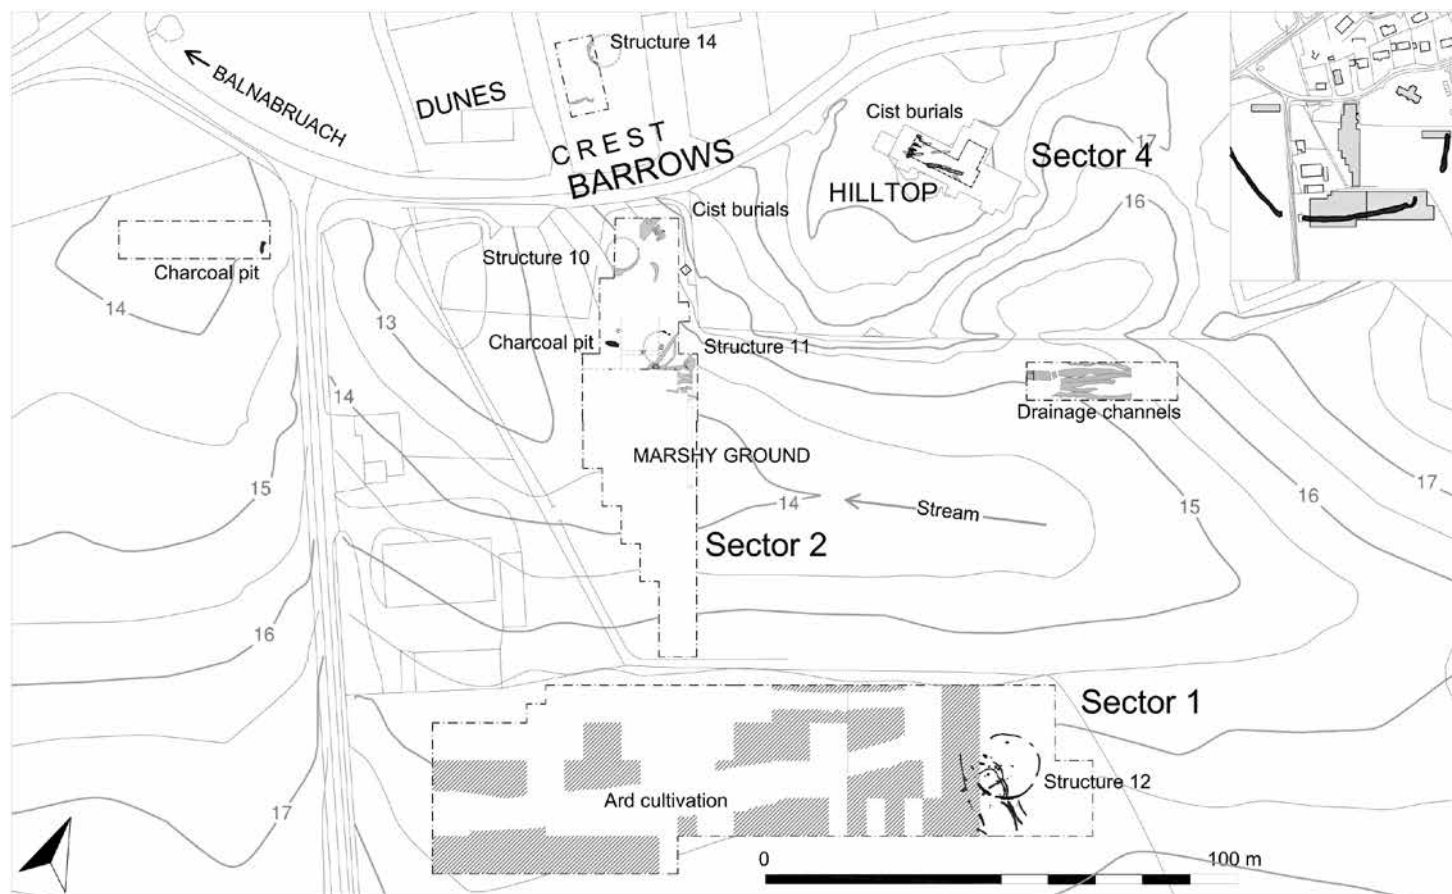 Structure 14
BALNABRUACH
DUNES
CREST
BARROWS
Cist burials
Sector 4
17
HILLTOP
16
Cist burials
Structure 10
Charcoal pit
14
13
Charcoal pit
Structure 11
Drainage channels
14
MARSHY GROUND
15
14
Stream
15
16
17
Sector 2
16
Sector 1
Structure 12
Ard cultivation
17
0
100 m